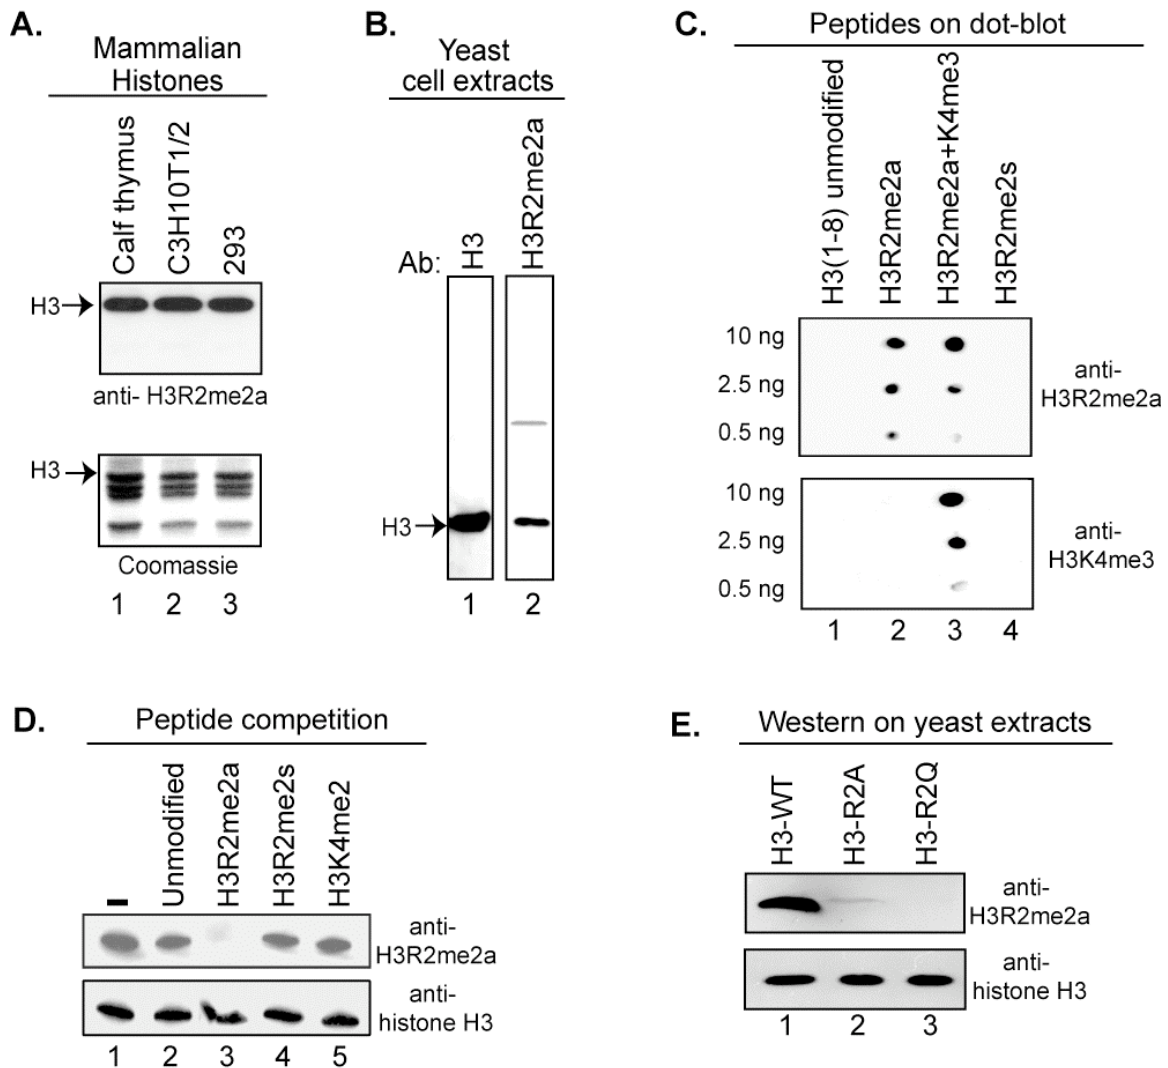 A.
Mammalian
Histones
Calf thymus
C3H10T1/2
293
H3
anti- H3R2me2a
H3
Coomassie
1 2 3
B.
Yeast
cell extracts
Ab: H3 H3R2me2a
H3
1 2
C.
Peptides on dot-blot
H3(1-8) unmodified
H3R2me2a
H3R2me2a+K4me3
H3R2me2s
10 ng
2.5 ng
0.5 ng
anti-
H3R2me2a
10 ng
2.5 ng
0.5 ng
anti-
H3K4me3
1 2 3 4
D.
Peptide competition
-
Unmodified
H3R2me2a
H3R2me2s
H3K4me2
anti-
H3R2me2a
anti-
histone H3
1 2 3 4 5
E.
Western on yeast extracts
H3-WT
H3-R2A
H3-R2Q
anti-
H3R2me2a
anti-
histone H3
1 2 3